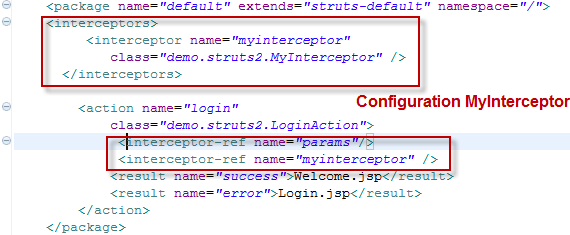 <package name="default" extends="struts-default" namespace="/">
<interceptors>
<interceptor name="myinterceptor"
class="demo.struts2.MyInterceptor" />
</interceptors>
<action name="login"
Configuration MyInterceptor
class="demo.struts2.LoginAction">
<interceptor-ref name="params"/>
<interceptor-ref name="myinterceptor" />
<result name="success">Welcome.jsp</result>
<result name="error">Login.jsp</result>
</action>
</package>